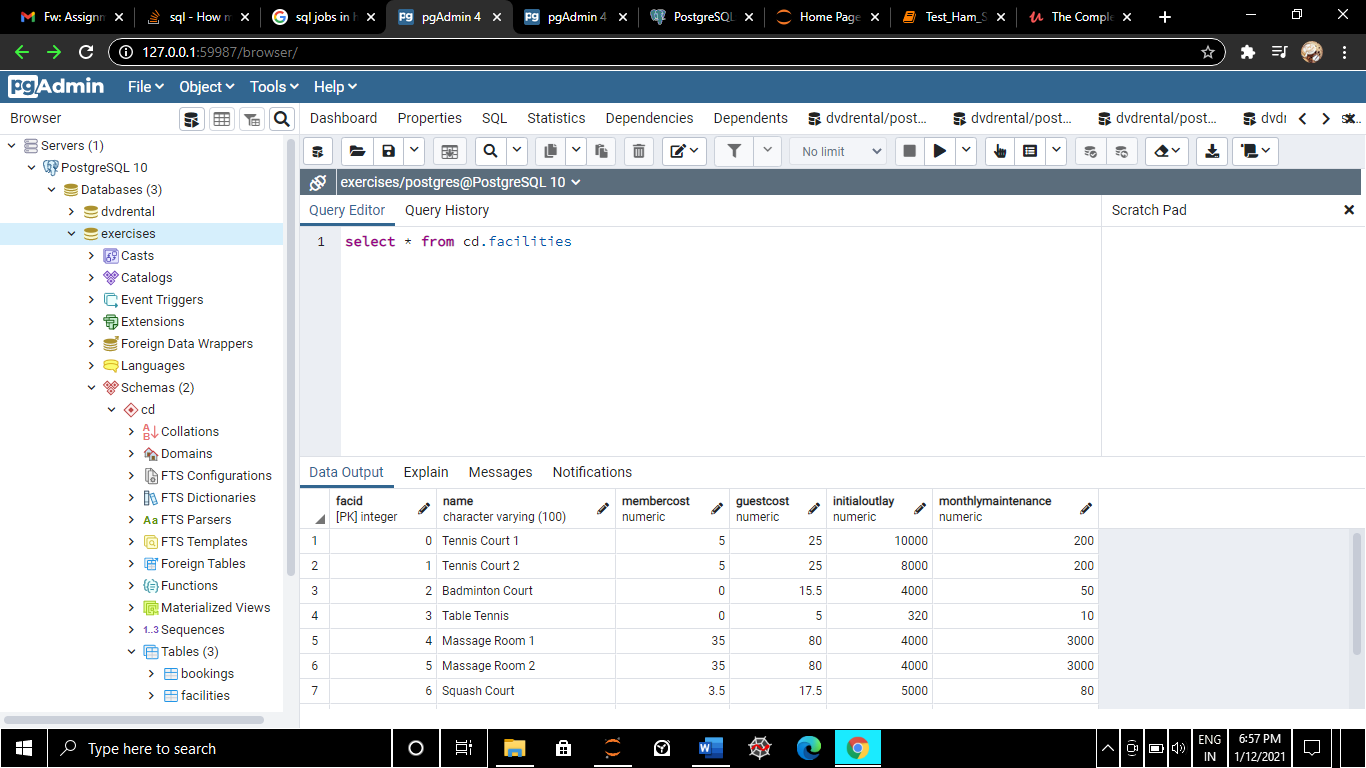 Fw: Assignm
sql - How m
sql jobs in h
pgAdmin 4
pgAdmin 4
PostgreSQL
Home Page
Test_Ham_S
The Comple
127.0.0.1:59987/browser/
pgAdmin
File
Object
Tools
Help
Browser
Dashboard
Properties
SQL
Statistics
Dependencies
Dependents
dvdrental/post...
dvdrental/post...
dvdrental/post...
Servers (1)
PostgreSQL 10
Databases (3)
dvdrental
exercises
Casts
Catalogs
Event Triggers
Extensions
Foreign Data Wrappers
Languages
Schemas (2)
cd
Collations
Domains
FTS Configurations
FTS Dictionaries
Aa FTS Parsers
FTS Templates
Foreign Tables
Functions
Materialized Views
1..3 Sequences
Tables (3)
bookings
facilities
No limit
exercises/postgres@PostgreSQL 10
Query Editor
Query History
Scratch Pad
1 select * from cd.facilities
Data Output
Explain
Messages
Notifications
facid name membercost guestcost initialoutlay monthlymaintenance
[PK] integer character varying (100) numeric numeric numeric numeric
1 0 Tennis Court 1 5 25 10000 200
2 1 Tennis Court 2 5 25 8000 200
3 2 Badminton Court 0 15.5 4000 50
4 3 Table Tennis 0 5 320 10
5 4 Massage Room 1 35 80 4000 3000
6 5 Massage Room 2 35 80 4000 3000
7 6 Squash Court 3.5 17.5 5000 80
Type here to search
ENG
IN
6:57 PM
1/12/2021